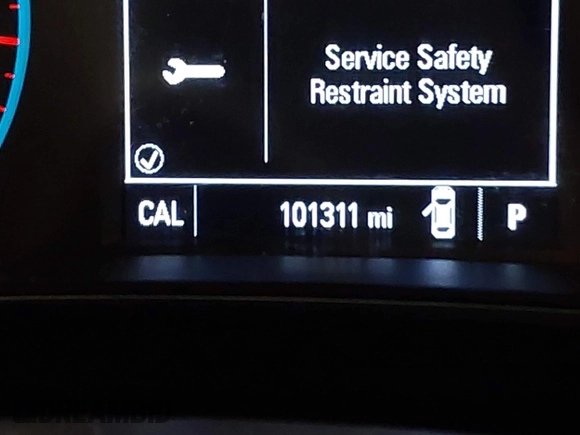 Service Safety
Restraint System
CAL
101311 mi
P